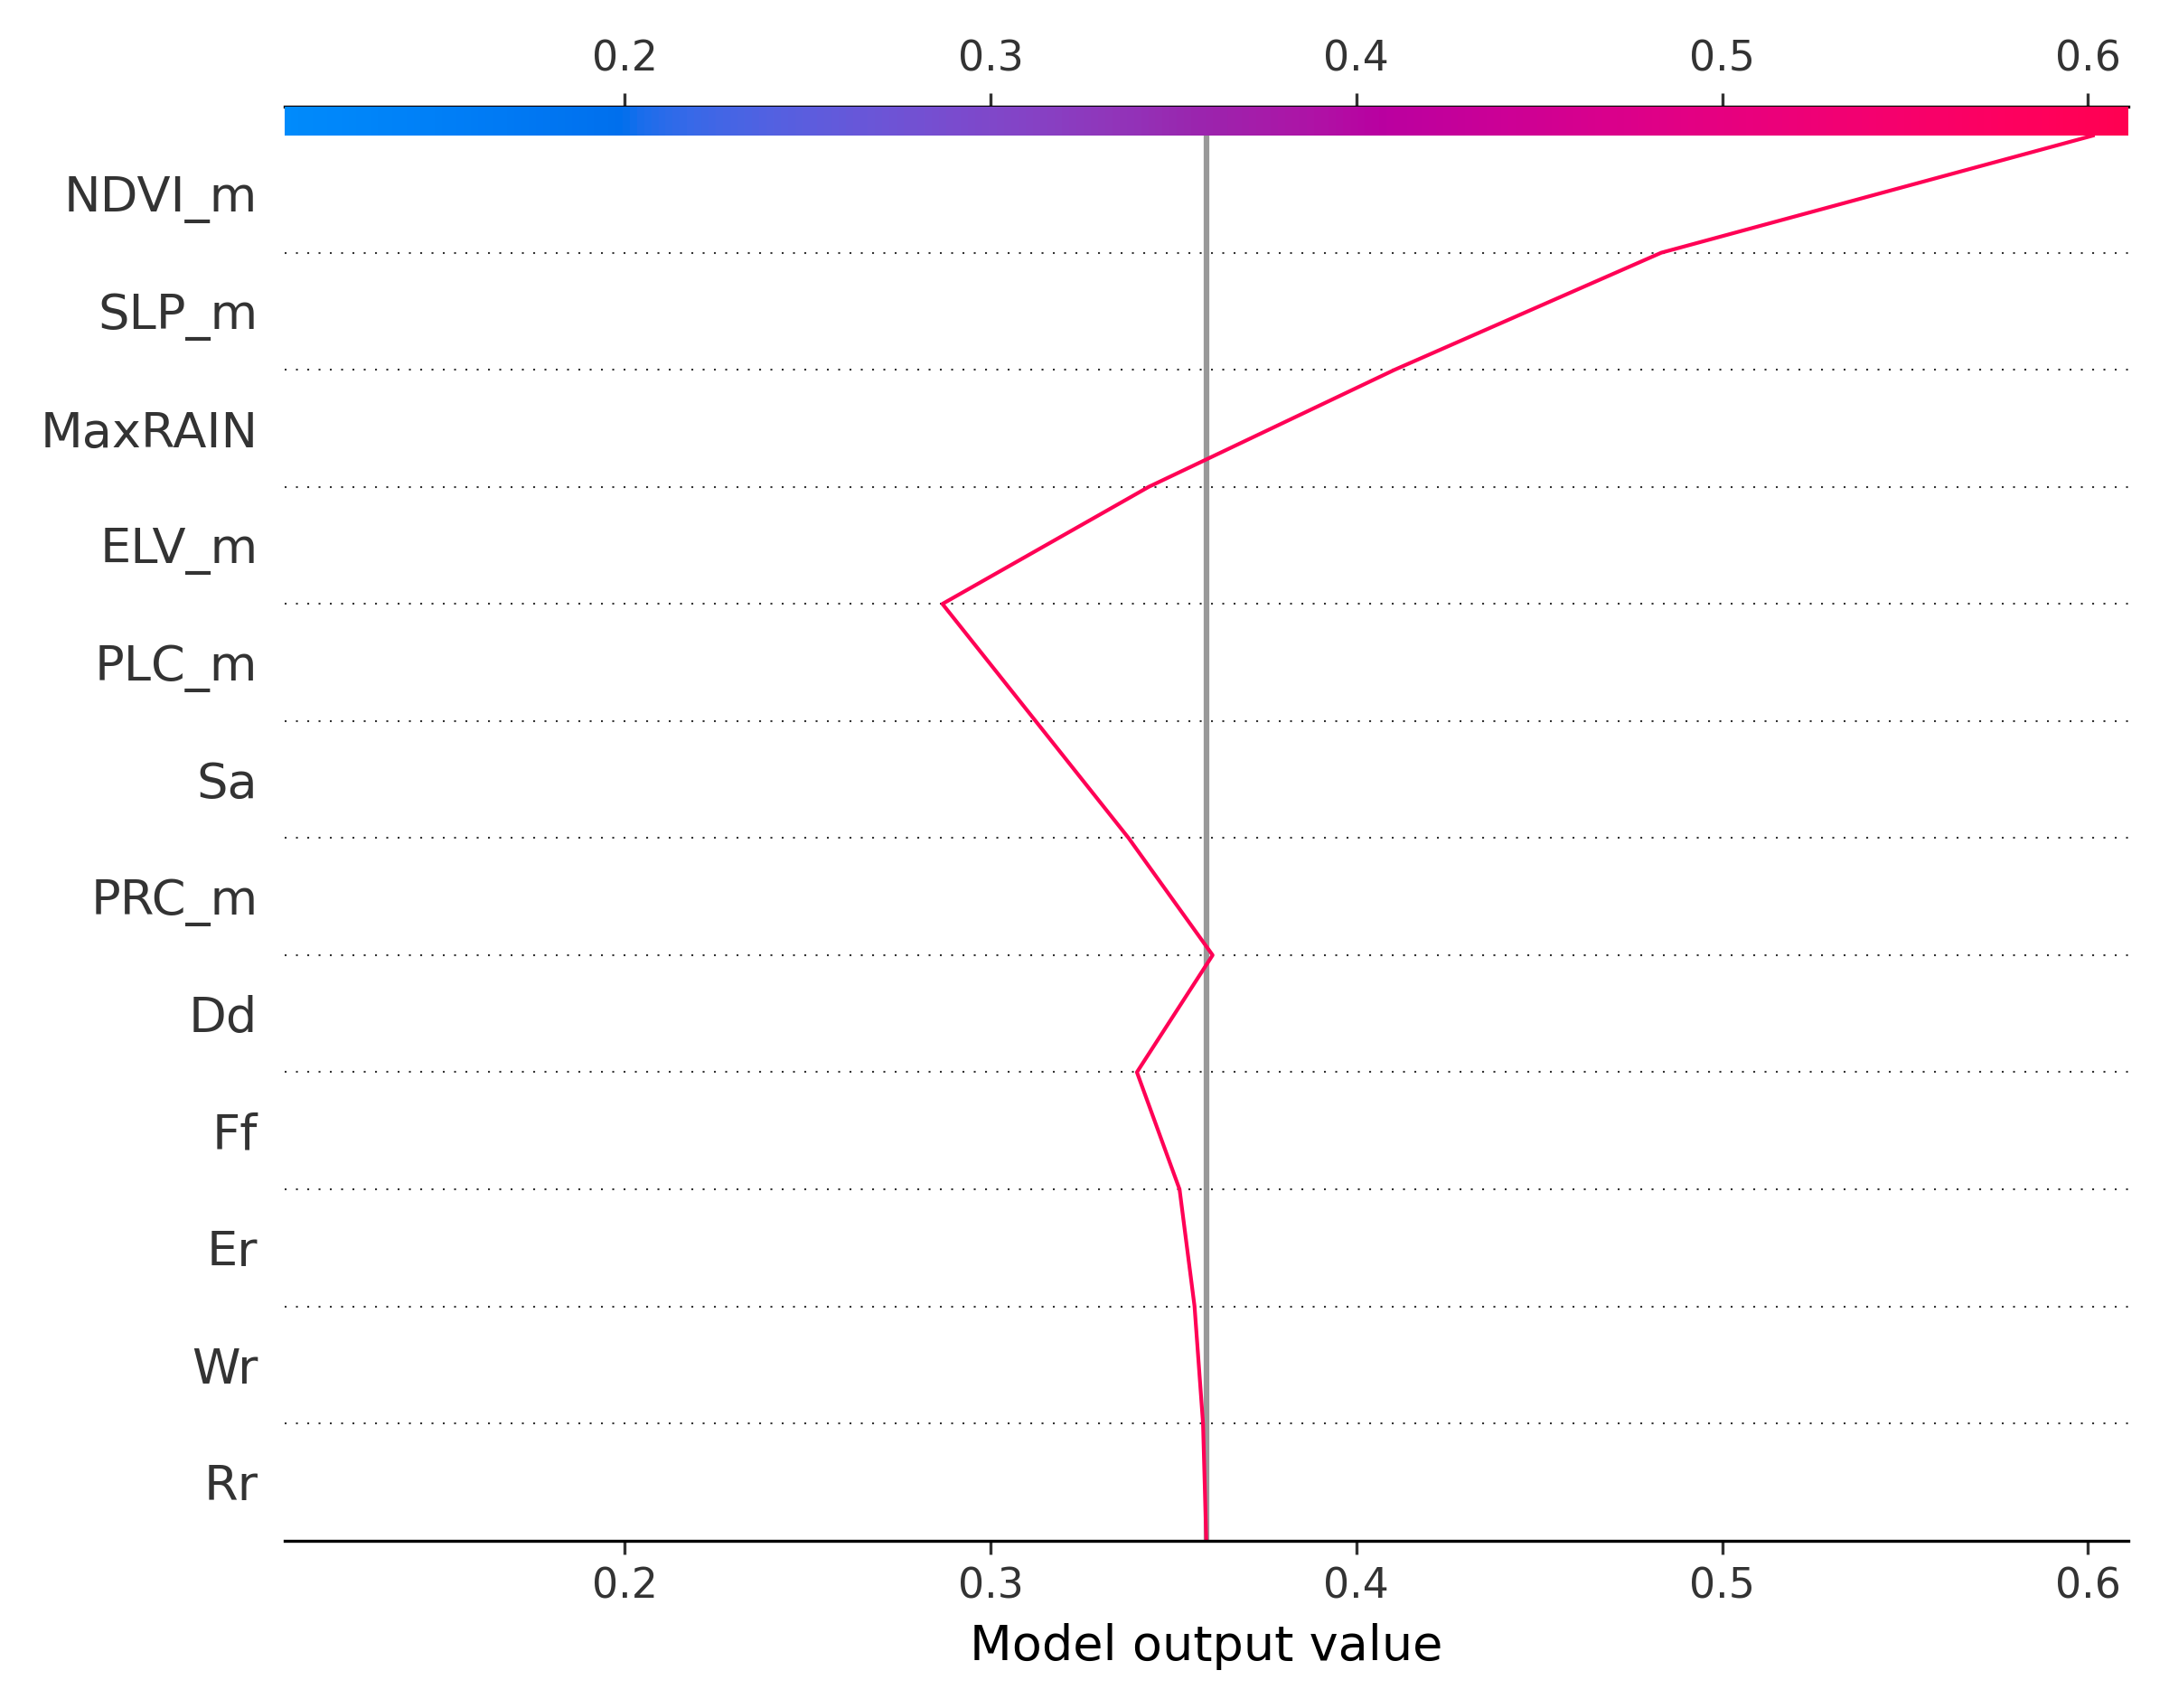 0.2 0.3 0.4 0.5 0.6
NDVI_m
SLP_m
MaxRAIN
ELV_m
PLC_m
Sa
PRC_m
Dd
Ff
Er
Wr
Rr
0.2 0.3 0.4 0.5 0.6
Model output value